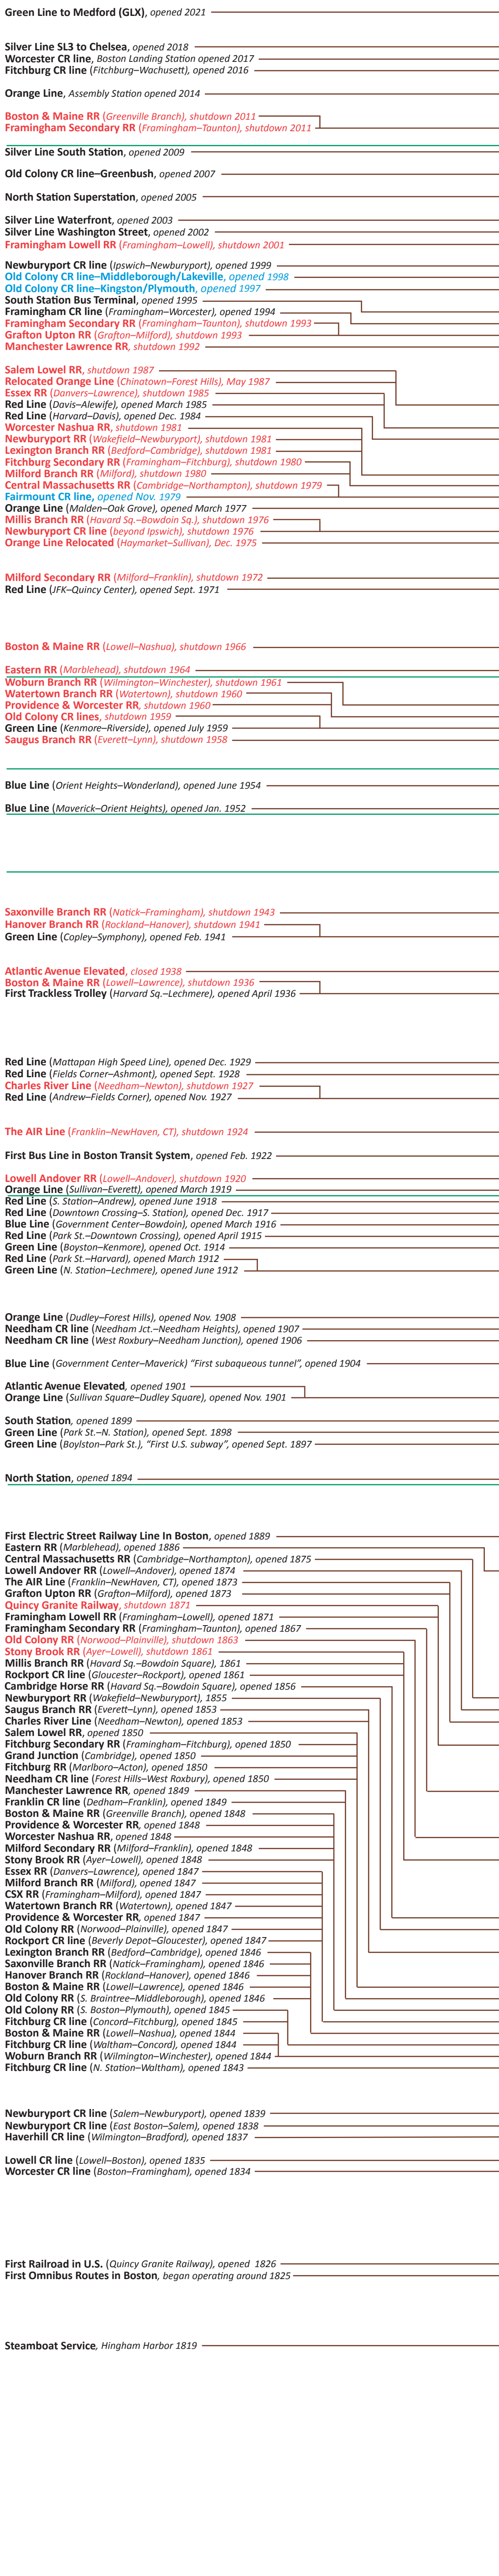 Green Line to Medford (GLX), opened 2021
Silver Line SL3 to Chelsea, opened 2018
Worcester CR line, Boston Landing Station opened 2017
Fitchburg CR line (Fitchburg–Wachusett), opened 2016
Orange Line, Assembly Station opened 2014
Boston & Maine RR (Greenville Branch), shutdown 2011
Framingham Secondary RR (Framingham–Taunton), shutdown 2011
Silver Line South Station, opened 2009
Old Colony CR line–Greenbush, opened 2007
North Station Superstation, opened 2005
Silver Line Waterfront, opened 2003
Silver Line Washington Street, opened 2002
Framingham Lowell RR (Framingham–Lowell), shutdown 2001
Newburyport CR line (Ipswich–Newburyport), opened 1999
Old Colony CR line–Middleborough/Lakeville, opened 1998
Old Colony CR line–Kingston/Plymouth, opened 1997
South Station Bus Terminal, opened 1995
Framingham CR line (Framingham–Worcester), opened 1994
Framingham Secondary RR (Framingham–Taunton), shutdown 1993
Grafton Upton RR (Grafton–Milford), shutdown 1993
Manchester Lawrence RR, shutdown 1992
Salem Lowel RR, shutdown 1987
Relocated Orange Line (Chinatown–Forest Hills), May 1987
Essex RR (Danvers–Lawrence), shutdown 1985
Red Line (Davis–Alewife), opened March 1985
Red Line (Harvard–Davis), opened Dec. 1984
Worcester Nashua RR, shutdown 1981
Newburyport RR (Wakefield–Newburyport), shutdown 1981
Lexington Branch RR (Bedford–Cambridge), shutdown 1981
Fitchburg Secondary RR (Framingham–Fitchburg), shutdown 1980
Milford Branch RR (Milford), shutdown 1980
Central Massachusetts RR (Cambridge–Northampton), shutdown 1979
Fairmount CR line, opened Nov. 1979
Orange Line (Malden–Oak Grove), opened March 1977
Millis Branch RR (Havard Sq.–Bowdoin Sq.), shutdown 1976
Newburyport CR line (beyond Ipswich), shutdown 1976
Orange Line Relocated (Haymarket–Sullivan), Dec. 1975
Milford Secondary RR (Milford–Franklin), shutdown 1972
Red Line (JFK–Quincy Center), opened Sept. 1971
Boston & Maine RR (Lowell–Nashua), shutdown 1966
Eastern RR (Marblehead), shutdown 1964
Woburn Branch RR (Wilmington–Winchester), shutdown 1961
Watertown Branch RR (Watertown), shutdown 1960
Providence & Worcester RR, shutdown 1960
Old Colony CR lines, shutdown 1959
Green Line (Kenmore–Riverside), opened July 1959
Saugus Branch RR (Everett–Lynn), shutdown 1958
Blue Line (Orient Heights–Wonderland), opened June 1954
Blue Line (Maverick–Orient Heights), opened Jan. 1952
Saxonville Branch RR (Natick–Framingham), shutdown 1943
Hanover Branch RR (Rockland–Hanover), shutdown 1941
Green Line (Copley–Symphony), opened Feb. 1941
Atlantic Avenue Elevated, closed 1938
Boston & Maine RR (Lowell–Lawrence), shutdown 1936
First Trackless Trolley (Harvard Sq.–Lechmere), opened April 1936
Red Line (Mattapan High Speed Line), opened Dec. 1929
Red Line (Fields Corner–Ashmont), opened Sept. 1928
Charles River Line (Needham–Newton), shutdown 1927
Red Line (Andrew–Fields Corner), opened Nov. 1927
The AIR Line (Franklin–NewHaven, CT), shutdown 1924
First Bus Line in Boston Transit System, opened Feb. 1922
Lowell Andover RR (Lowell–Andover), shutdown 1920
Orange Line (Sullivan–Everett), opened March 1919
Red Line (S. Station–Andrew), opened June 1918
Red Line (Downtown Crossing–S. Station), opened Dec. 1917
Blue Line (Government Center–Bowdoin), opened March 1916
Red Line (Park St.–Downtown Crossing), opened April 1915
Green Line (Boyston–Kenmore), opened Oct. 1914
Red Line (Park St.–Harvard), opened March 1912
Green Line (N. Station–Lechmere), opened June 1912
Orange Line (Dudley–Forest Hills), opened Nov. 1908
Needham CR line (Needham Jct.–Needham Heights), opened 1907
Needham CR line (West Roxbury–Needham Junction), opened 1906
Blue Line (Government Center–Maverick) “First subaqueous tunnel”, opened 1904
Atlantic Avenue Elevated, opened 1901
Orange Line (Sullivan Square–Dudley Square), opened Nov. 1901
South Station, opened 1899
Green Line (Park St.–N. Station), opened Sept. 1898
Green Line (Boylston–Park St.), “First U.S. subway”, opened Sept. 1897
North Station, opened 1894
First Electric Street Railway Line In Boston, opened 1889
Eastern RR (Marblehead), opened 1886
Central Massachusetts RR (Cambridge–Northampton), opened 1875
Lowell Andover RR (Lowell–Andover), opened 1874
The AIR Line (Franklin–NewHaven, CT), opened 1873
Grafton Upton RR (Grafton–Milford), opened 1873
Quincy Granite Railway, shutdown 1871
Framingham Lowell RR (Framingham–Lowell), opened 1871
Framingham Secondary RR (Framingham–Taunton), opened 1867
Old Colony RR (Norwood–Plainville), shutdown 1863
Stony Brook RR (Ayer–Lowell), shutdown 1861
Millis Branch RR (Havard Sq.–Bowdoin Square), 1861
Rockport CR line (Gloucester–Rockport), opened 1861
Cambridge Horse RR (Havard Sq.–Bowdoin Square), opened 1856
Newburyport RR (Wakefield–Newburyport), 1855
Saugus Branch RR (Everett–Lynn), opened 1853
Charles River Line (Needham–Newton), opened 1853
Salem Lowel RR, opened 1850
Fitchburg Secondary RR (Framingham–Fitchburg), opened 1850
Grand Junction (Cambridge), opened 1850
Fitchburg RR (Marlboro–Acton), opened 1850
Needham CR line (Forest Hills–West Roxbury), opened 1850
Manchester Lawrence RR, opened 1849
Franklin CR line (Dedham–Franklin), opened 1849
Boston & Maine RR (Greenville Branch), opened 1848
Providence & Worcester RR, opened 1848
Worcester Nashua RR, opened 1848
Milford Secondary RR (Milford–Franklin), opened 1848
Stony Brook RR (Ayer–Lowell), opened 1848
Essex RR (Danvers–Lawrence), opened 1847
Milford Branch RR (Milford), opened 1847
CSX RR (Framingham–Milford), opened 1847
Watertown Branch RR (Watertown), opened 1847
Providence & Worcester RR, opened 1847
Old Colony RR (Norwood–Plainville), opened 1847
Rockport CR line (Beverly Depot–Gloucester), opened 1847
Lexington Branch RR (Bedford–Cambridge), opened 1846
Saxonville Branch RR (Natick–Framingham), opened 1846
Hanover Branch RR (Rockland–Hanover), opened 1846
Boston & Maine RR (Lowell–Lawrence), opened 1846
Old Colony RR (S. Braintree–Middleborough), opened 1846
Old Colony RR (S. Boston–Plymouth), opened 1845
Fitchburg CR line (Concord–Fitchburg), opened 1845
Boston & Maine RR (Lowell–Nashua), opened 1844
Fitchburg CR line (Waltham–Concord), opened 1844
Woburn Branch RR (Wilmington–Winchester), opened 1844
Fitchburg CR line (N. Station–Waltham), opened 1843
Newburyport CR line (Salem–Newburyport), opened 1839
Newburyport CR line (East Boston–Salem), opened 1838
Haverhill CR line (Wilmington–Bradford), opened 1837
Lowell CR line (Lowell–Boston), opened 1835
Worcester CR line (Boston–Framingham), opened 1834
First Railroad in U.S. (Quincy Granite Railway), opened 1826
First Omnibus Routes in Boston, began operating around 1825
Steamboat Service, Hingham Harbor 1819